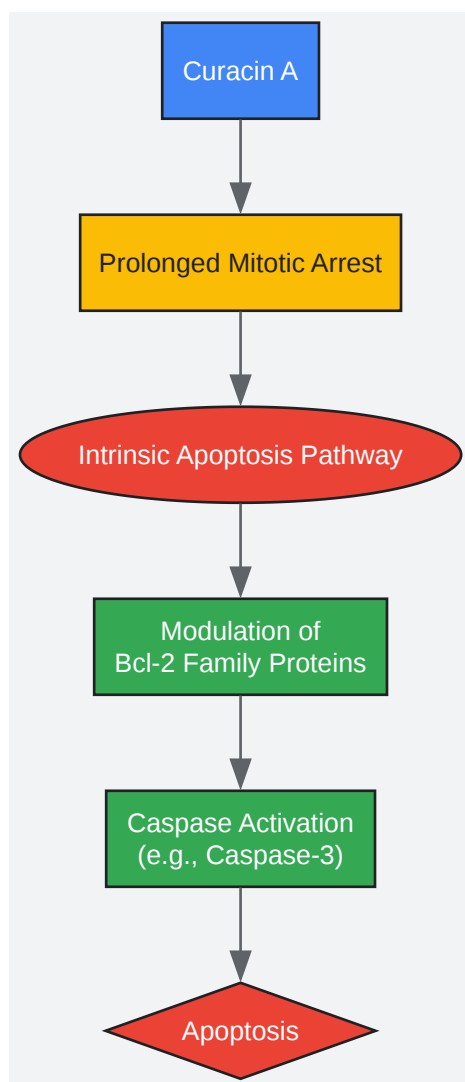 Curacin A
Prolonged Mitotic Arrest
Intrinsic Apoptosis Pathway
Modulation of
Bcl-2 Family Proteins
Caspase Activation
(e.g., Caspase-3)
Apoptosis